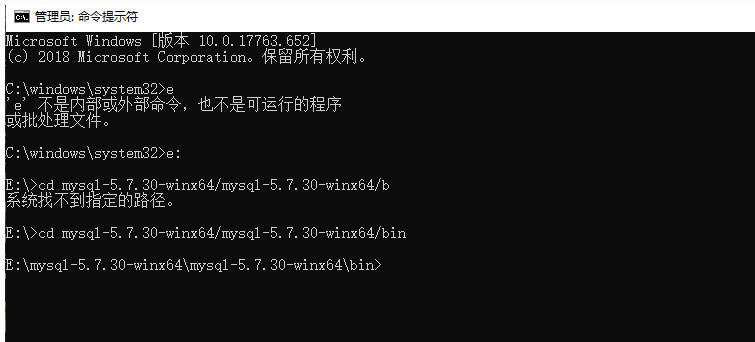 管理员: 命令提示符
Microsoft Windows [版本 10.0.17763.652]
(c) 2018 Microsoft Corporation。保留所有权利。
C:\windows\system32>e
'e' 不是内部或外部命令，也不是可运行的程序
或批处理文件。
C:\windows\system32>e:
E:\>cd mysql-5.7.30-winx64/mysql-5.7.30-winx64/b
系统找不到指定的路径。
E:\>cd mysql-5.7.30-winx64/mysql-5.7.30-winx64/bin
E:\mysql-5.7.30-winx64\mysql-5.7.30-winx64\bin>